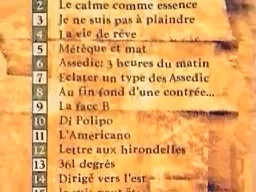 2 Le calme comme essence
3 Je ne suis pas à plaindre
4 La vie de rêve
5 Métèque et mat
6 Assedic: 3 heures du matin
7 Eclater un type des Assedic
8 Au fin fond d'une contrée...
9 La face B
10 Di Polipo
11 L'Americano
12 Lettre aux hirondelles
13 361 degrés
14 Dirigé vers l'est